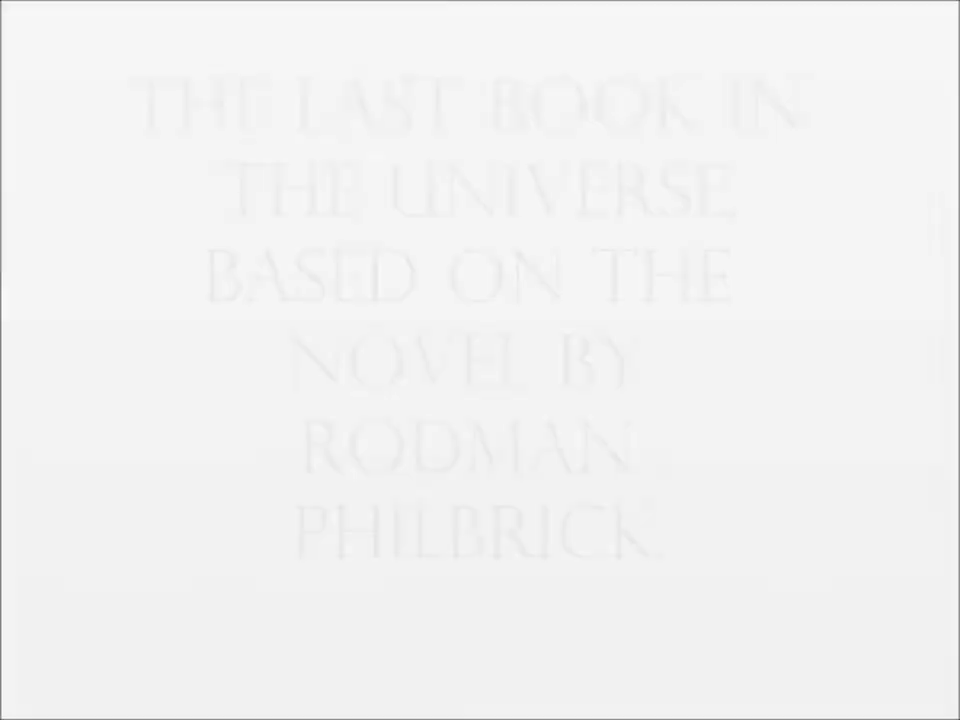 THE LAST BOOK IN
THE UNIVERSE
BASED ON THE
NOVEL BY
RODMAN
PHILBRICK